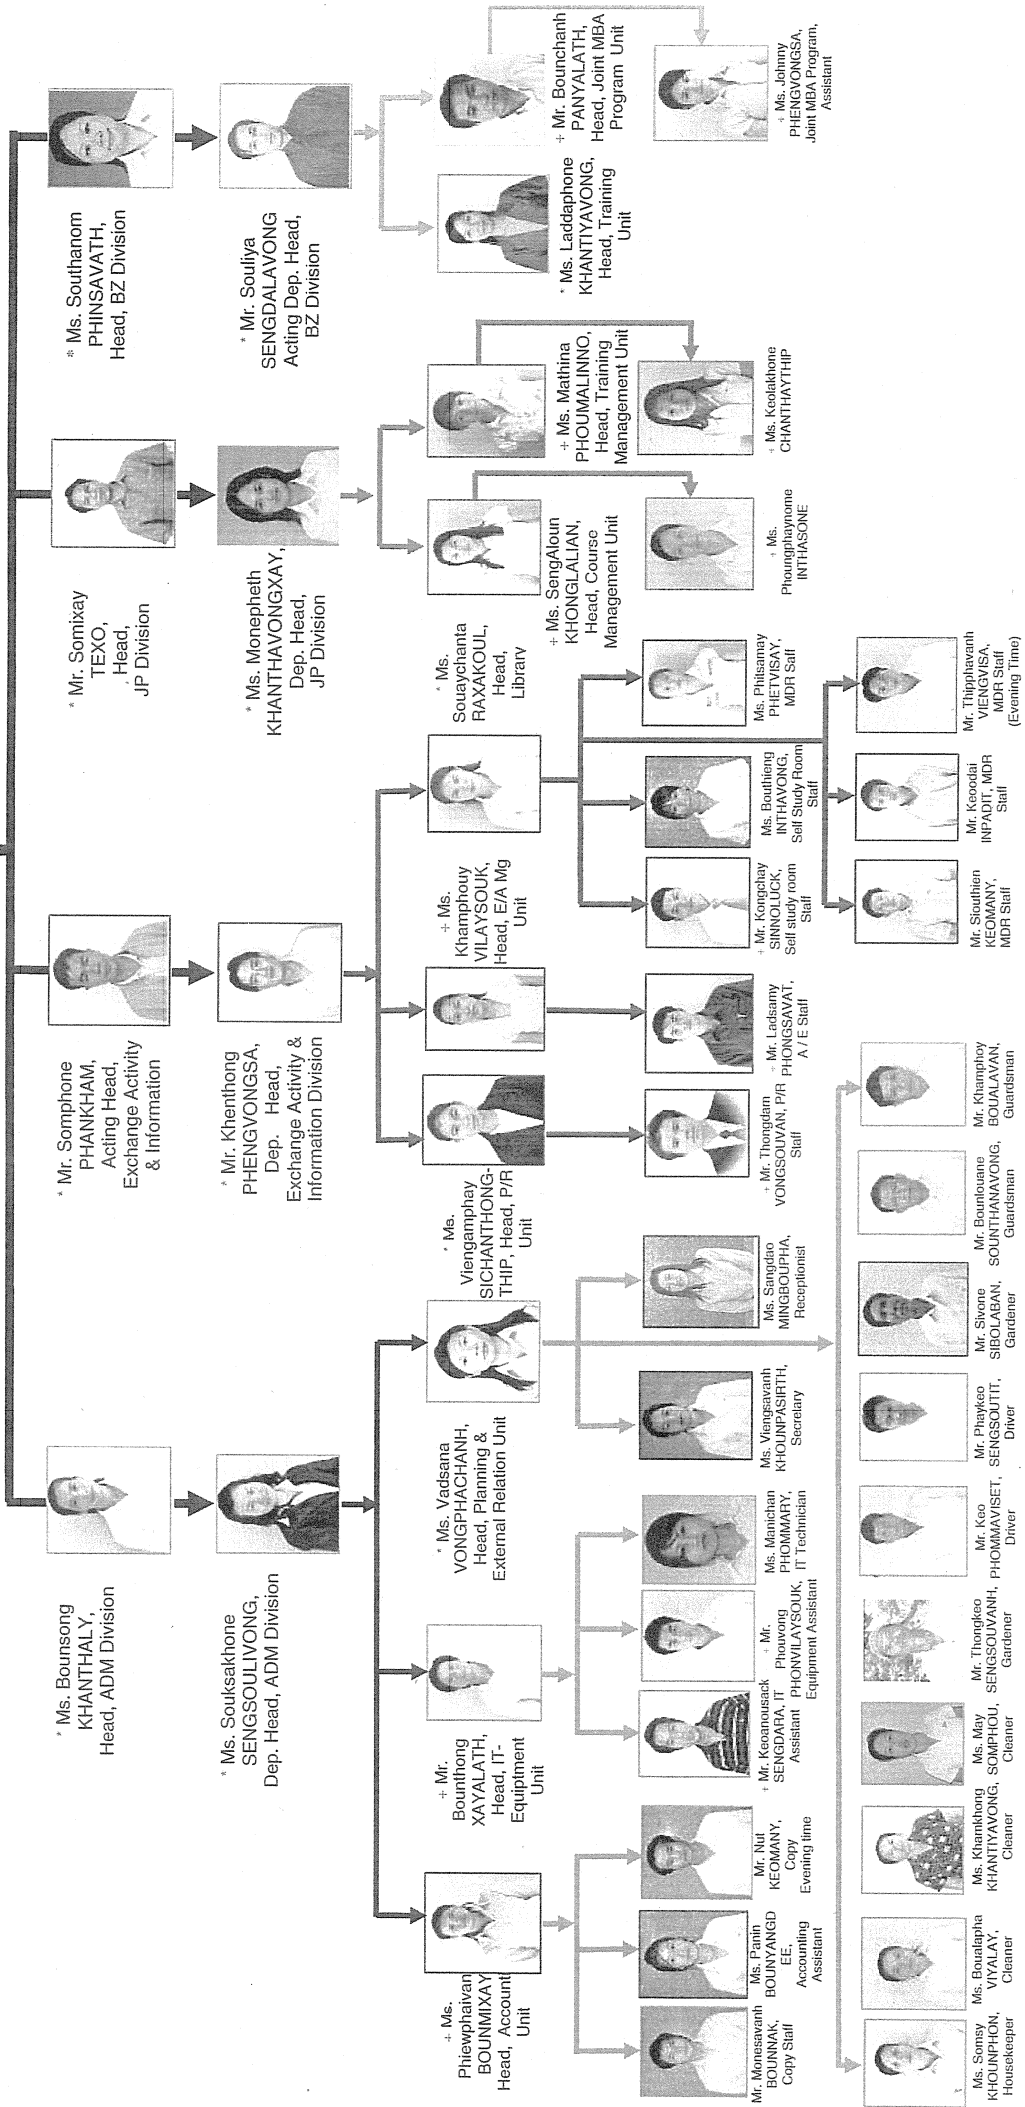 * Ms. Bounsong
KHANTHALY,
Head, ADM Division
* Mr. Somphone
PHANKHAM,
Acting Head,
Exchange Activity
& Information
* Mr. Somixay
TEXO,
Head,
JP Division
* Ms. Southanom
PHINSAVATH,
Head, BZ Division
* Ms. Souksakhone
SENGSOULIVONG,
Dep. Head, ADM Division
* Mr. Khenthong
PHENGVONGSA,
Dep. Head,
Exchange Activity &
Information Division
* Ms. Monepheth
KHANTHAVONGXAY,
Dep. Head,
JP Division
* Mr. Souliya
SENGDALAVONG
Acting Dep. Head,
BZ Division
+ Ms.
Phiewphaivan
BOUNMIXAY
Head, Account
Unit
+ Mr.
Bounthong
XAYALATH,
Head, IT-
Equiptment
Unit
* Ms. Vadsana
VONGPHACHANH,
Head, Planning &
External Relation Unit
* Ms.
Viengamphay
SICHANTHONG-
THIP, Head, P/R
Unit
+ Ms.
Khamphouy
VILAYSOUK,
Head, E/A Mg
Unit
* Ms.
Souaychanta
RAXAKOUL,
Head,
Library
+ Ms. SengAloun
KHONGLALIAN,
Head, Course
Management Unit
+ Ms. Mathina
PHOUMALINNO,
Head, Training
Management Unit
* Ms. Laddaphone
KHANTIYAVONG,
Head, Training
Unit
+ Mr. Bounchanh
PANYALATH,
Head, Joint MBA
Program Unit
Mr. Monesavanh
BOUNNAK,
Copy Staff
Ms. Panin
BOUNYANGD
EE,
Accounting
Assistant
Mr. Nut
KEOMANY,
Copy
Evening time
+ Mr. Keoanousack
SENGDARA, IT
Assistant
+ Mr.
Phouvong
PHONVILAYSOUK,
Equipment Assistant
Ms. Manichan
PHOMMARY,
IT Technician
Ms. Viengsavanh
KHOUNPASIRTH,
Secretary
Ms. Sangdao
MINGBOUPHA,
Receptionist
+ Mr. Thongdam
VONGSOUVAN, P/R
Staff
+ Mr. Ladsamy
PHONGSAVAT,
A / E Staff
+ Mr. Kongchay
SINNOLUCK,
Self study room
Staff
Ms. Bouthieng
INTHAVONG,
Self Study Room
Staff
Ms. Philsamay
PHETVISAY,
MDR Saff
+ Ms.
Phoungphaynome
INTHASONE
+ Ms. Keolakhone
CHANTHAYTHIP
+ Ms. Johnny
PHENGVONGSA,
Joint MBA Program,
Assistant
Mr. Siouthien
KEOMANY,
MDR Staff
Mr. Keoodai
INPADIT, MDR
Staff
Mr. Thipphavanh
VIENGVISA,
MDR Staff
(Evening Time)
Ms. Somsy
KHOUNPHON,
Housekeeper
Ms. Boualapha
VIYALAY,
Cleaner
Ms. Khamkhong
KHANTIYAVONG,
Cleaner
Ms. May
SOMPHOU,
Cleaner
Mr. Thongkeo
SENGSOUVANH,
Gardener
Mr. Keo
PHOMMAVISET,
Driver
Mr. Phaykeo
SENGSOUTIT,
Driver
Mr. Sivone
SIBOLABAN,
Gardener
Mr. Bounlouane
SOUNTHANAVONG,
Guardsman
Mr. Khamphoy
BOUALAVAN,
Guardsman